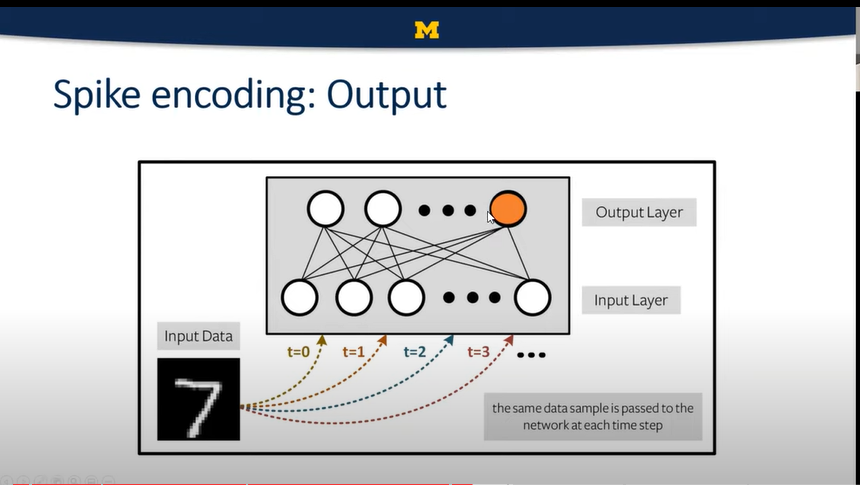 M
Spike encoding: Output
Output Layer
Input Layer
Input Data
t=0 t=1 t=2 t=3
7
the same data sample is passed to the
network at each time step